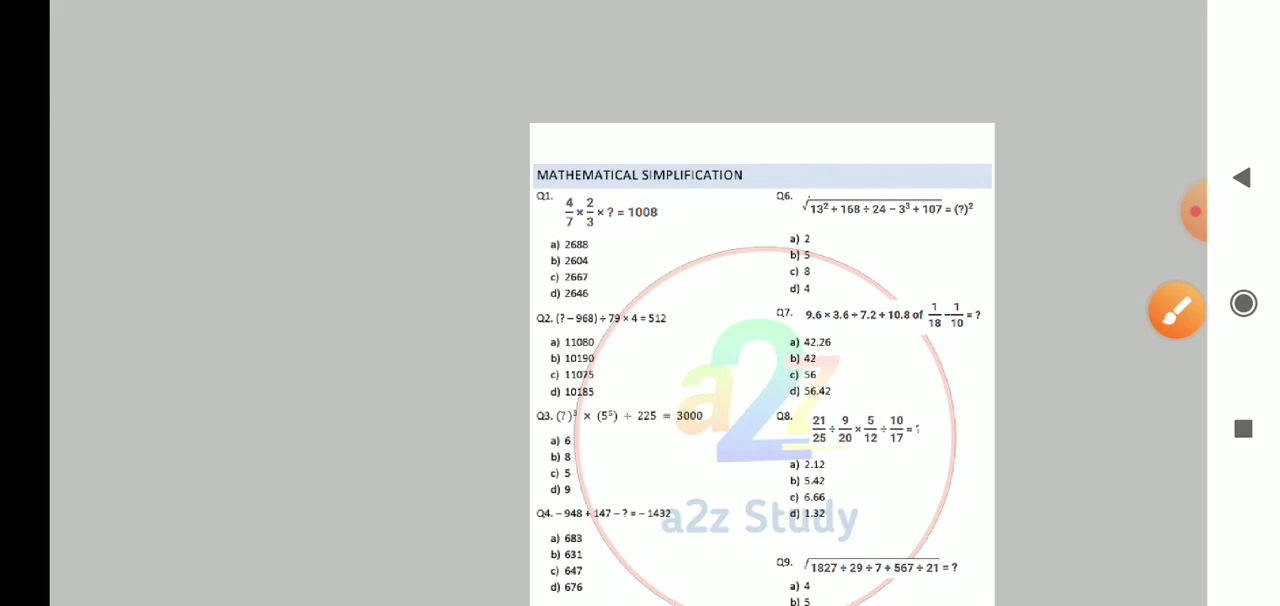 MATHEMATICAL SIMPLIFICATION
Q1. 4/7 × 2/3 × ? = 1008
a) 2688
b) 2604
c) 2667
d) 2646
Q2. (? – 968) ÷ 79 × 4 = 512
a) 11080
b) 10190
c) 11075
d) 10185
Q3. (?)³ × (5⁵) ÷ 225 = 3000
a) 6
b) 8
c) 5
d) 9
Q4. – 948 + 147 – ? = – 1432
a) 683
b) 631
c) 647
d) 676
Q6. √13² + 168 ÷ 24 – 3³ + 107 = (?)²
a) 2
b) 5
c) 8
d) 4
Q7. 9.6 × 3.6 ÷ 7.2 + 10.8 of 1/18 – 1/10 = ?
a) 42.26
b) 42
c) 56
d) 56.42
Q8. 21/25 ÷ 9/20 × 5/12 ÷ 10/17 = ?
a) 2.12
b) 5.42
c) 6.66
d) 1.32
Q9. √1827 ÷ 29 ÷ 7 + 567 ÷ 21 = ?
a) 4
b) 5
a2z
a2z Study